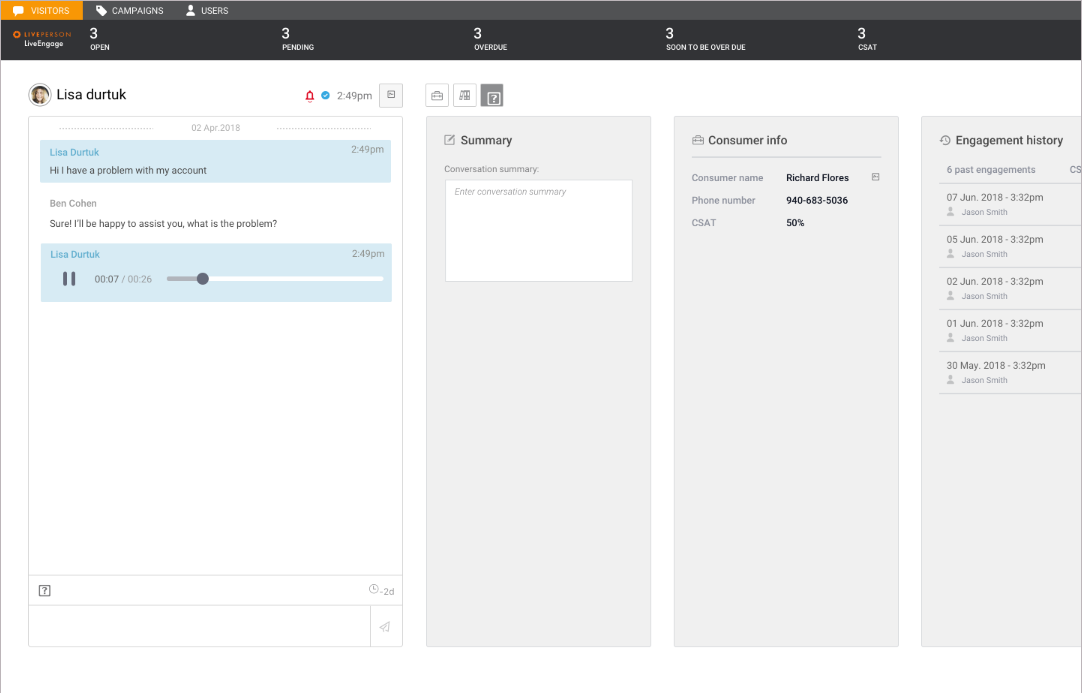 VISITORS
CAMPAIGNS
USERS
LIVEPERSON
LiveEngage
3
OPEN
3
PENDING
3
OVERDUE
3
SOON TO BE OVER DUE
3
CSAT
Lisa durtuk
2:49pm
02 Apr.2018
Lisa Durtuk
2:49pm
Hi I have a problem with my account
Ben Cohen
Sure! I'll be happy to assist you, what is the problem?
Lisa Durtuk
2:49pm
00:07 / 00:26
?
-2d
?
Summary
Conversation summary:
Enter conversation summary
Consumer info
Consumer name Richard Flores
Phone number 940-683-5036
CSAT 50%
Engagement history
6 past engagements CS
07 Jun. 2018 - 3:32pm
Jason Smith
05 Jun. 2018 - 3:32pm
Jason Smith
02 Jun. 2018 - 3:32pm
Jason Smith
01 Jun. 2018 - 3:32pm
Jason Smith
30 May. 2018 - 3:32pm
Jason Smith